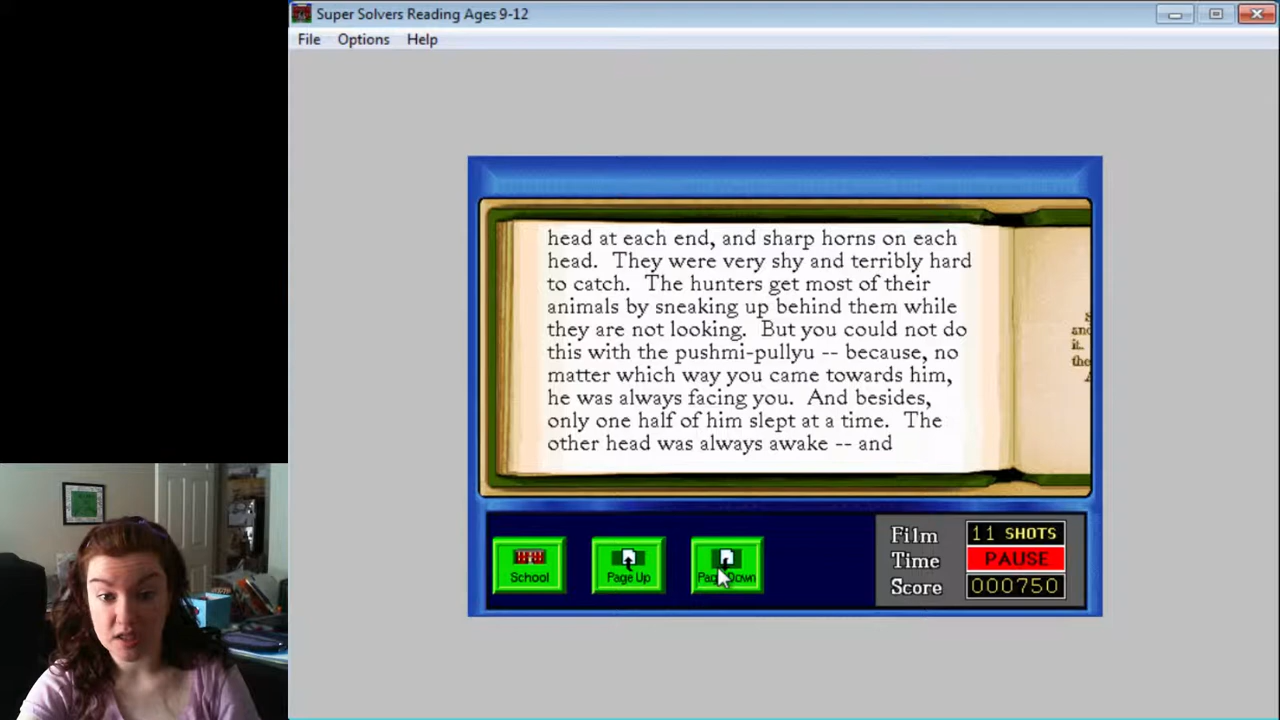 Super Solvers Reading Ages 9-12
File Options Help
head at each end, and sharp horns on each
head. They were very shy and terribly hard
to catch. The hunters get most of their
animals by sneaking up behind them while
they are not looking. But you could not do
this with the pushmi-pullyu -- because, no
matter which way you came towards him,
he was always facing you. And besides,
only one half of him slept at a time. The
other head was always awake -- and
it.
the
School
Page Up
Page Down
Film 11 SHOTS
Time PAUSE
Score 000750